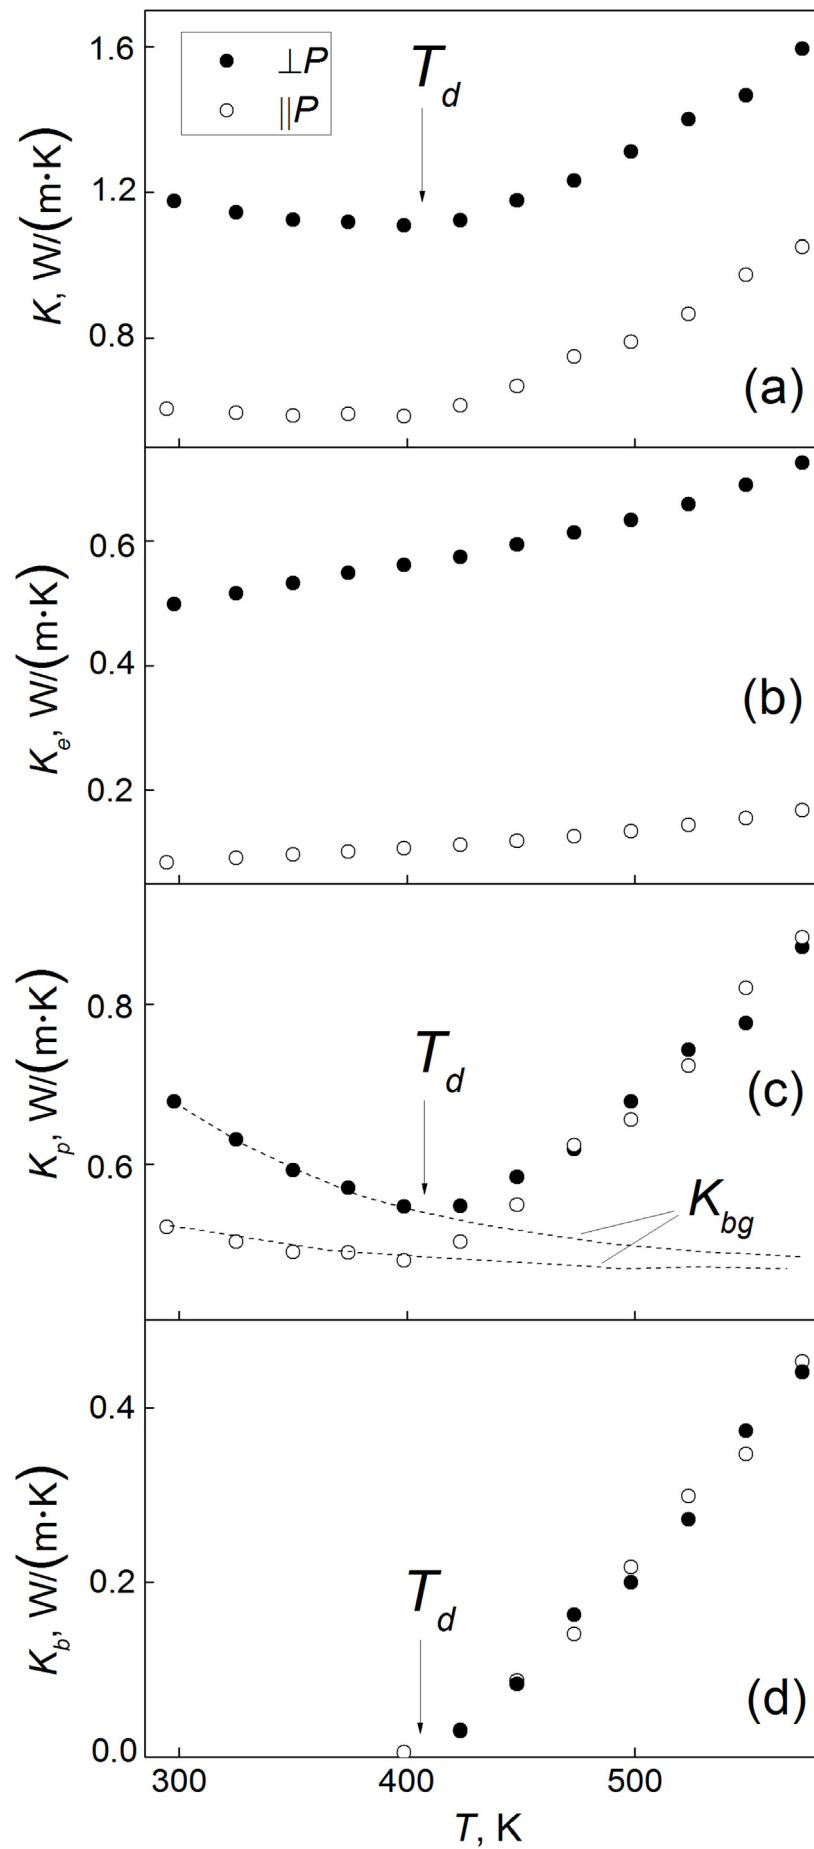 ⊥P
||P
T_d
1.6
1.2
0.8
K, W/(m·K)
(a)
0.6
0.4
0.2
K_e, W/(m·K)
(b)
0.8
0.6
K_p, W/(m·K)
T_d
K_bg
(c)
0.4
0.2
0.0
K_b, W/(m·K)
T_d
(d)
300 400 500
T, K